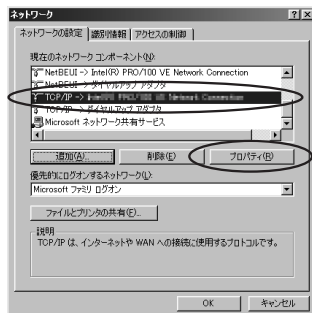 ネットワーク
ネットワークの設定 識別情報 アクセスの制御
現在のネットワーク コンポーネント(N):
NetBEUI -> Intel(R) PRO/100 VE Network Connection
NetBEUI -> ダイヤルアップ アダプタ
TCP/IP ->
TCP/IP -> ダイヤルアップ アダプタ
Microsoft ネットワーク共有サービス
追加(A)... 削除(E) プロパティ(R)
優先的にログオンするネットワーク(L):
Microsoft ファミリ ログオン
ファイルとプリンタの共有(F)...
説明
TCP/IP は、インターネットや WAN への接続に使用するプロトコルです。
OK キャンセル